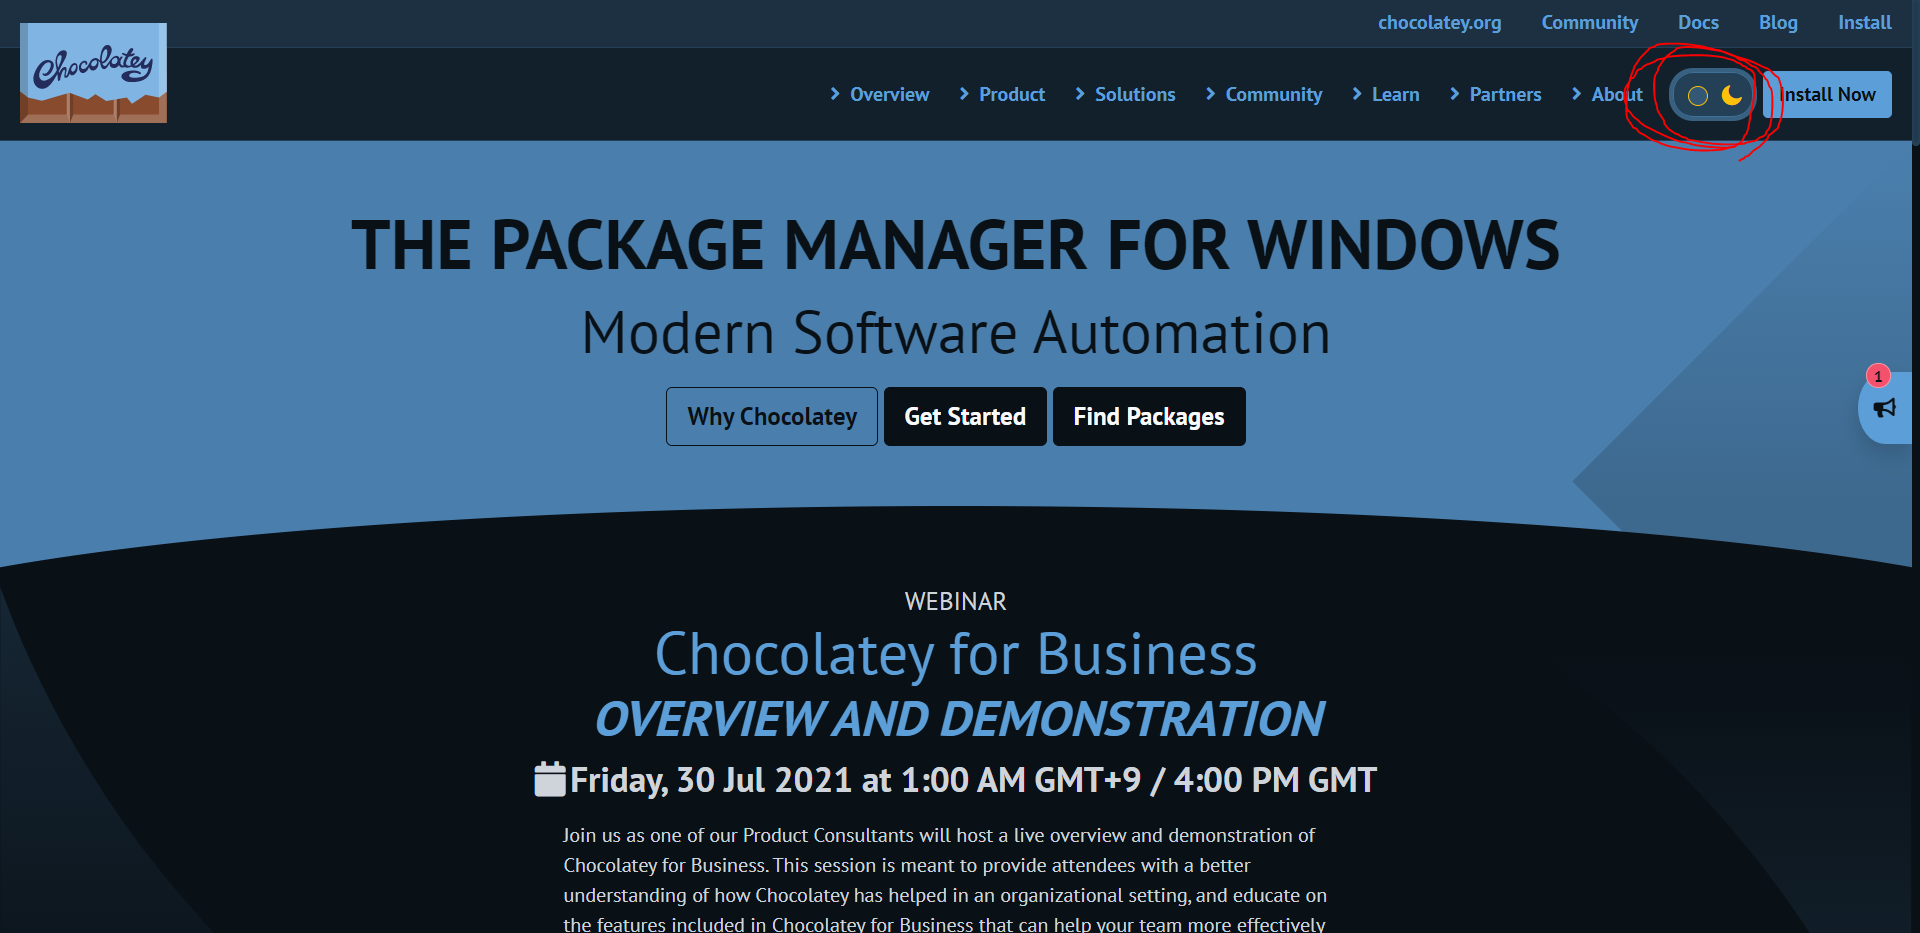 chocolatey.org Community Docs Blog Install
Chocolatey
Overview Product Solutions Community Learn Partners About Install Now
THE PACKAGE MANAGER FOR WINDOWS
Modern Software Automation
1
Why Chocolatey Get Started Find Packages
WEBINAR
Chocolatey for Business
OVERVIEW AND DEMONSTRATION
Friday, 30 Jul 2021 at 1:00 AM GMT+9 / 4:00 PM GMT
Join us as one of our Product Consultants will host a live overview and demonstration of
Chocolatey for Business. This session is meant to provide attendees with a better
understanding of how Chocolatey has helped in an organizational setting, and educate on
the features included in Chocolatey for Business that can help your team more effectively